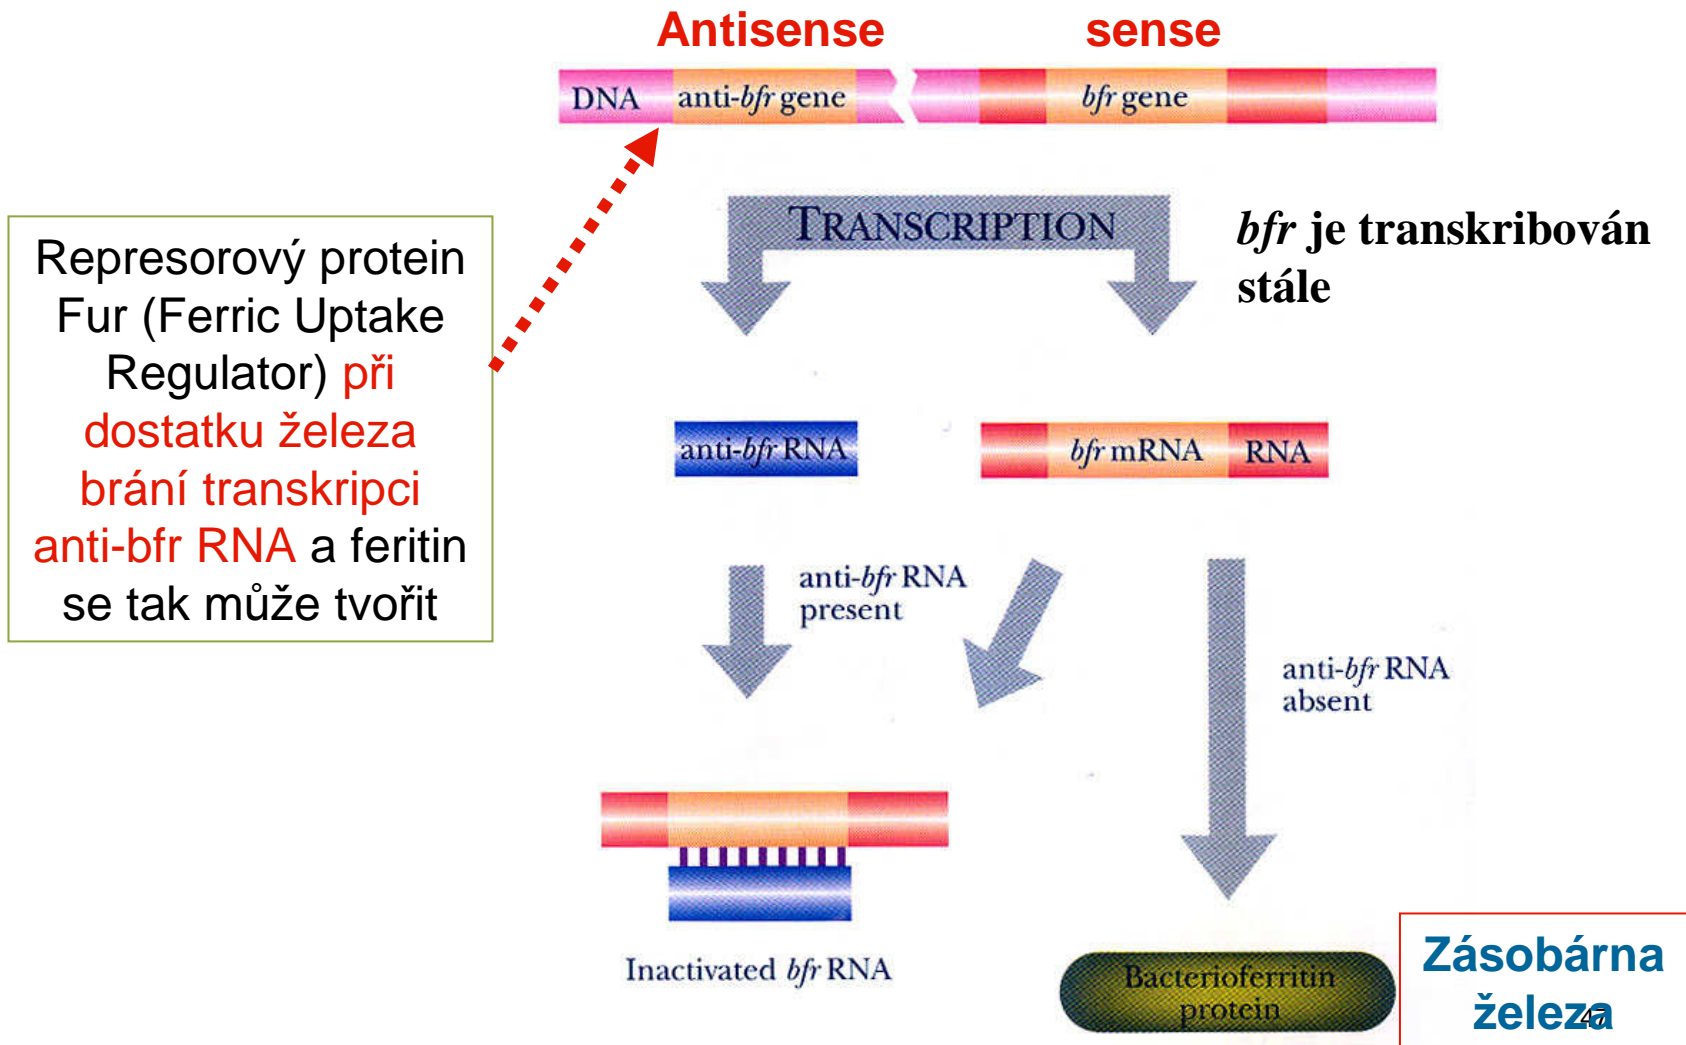 Antisense sense
DNA anti-bfr gene bfr gene
TRANSCRIPTION
bfr je transkribován
stále
Represorový protein
Fur (Ferric Uptake
Regulator) při
dostatku železa
brání transkripci
anti-bfr RNA a feritin
se tak může tvořit
anti-bfr RNA bfr mRNA RNA
anti-bfr RNA
present
anti-bfr RNA
absent
Inactivated bfr RNA
Bacterioferritin
protein
Zásobárna
železa
47